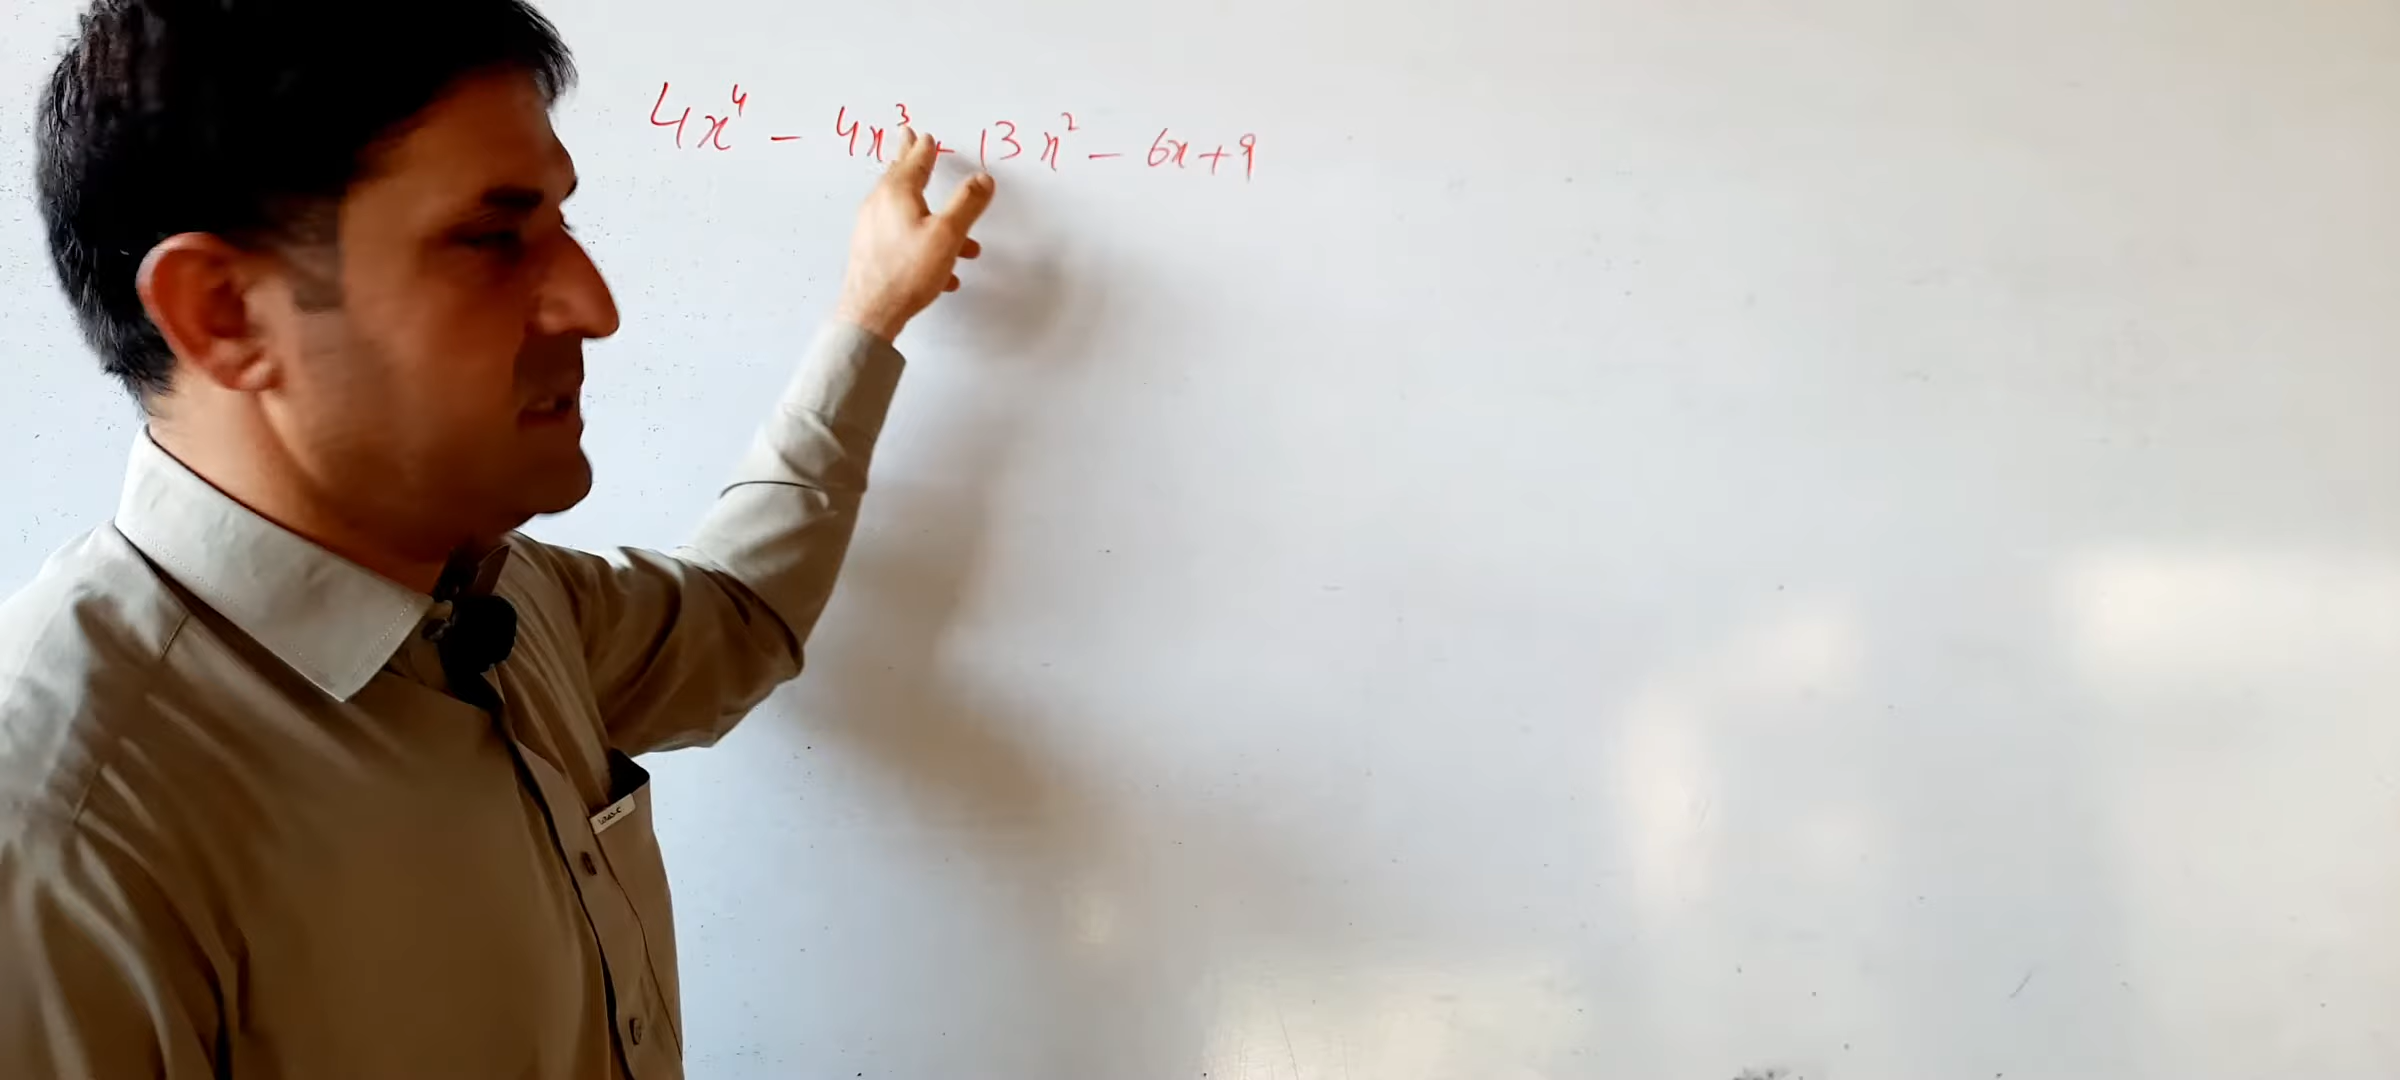 4x⁴ - 4x³ + 13x² - 6x + 9